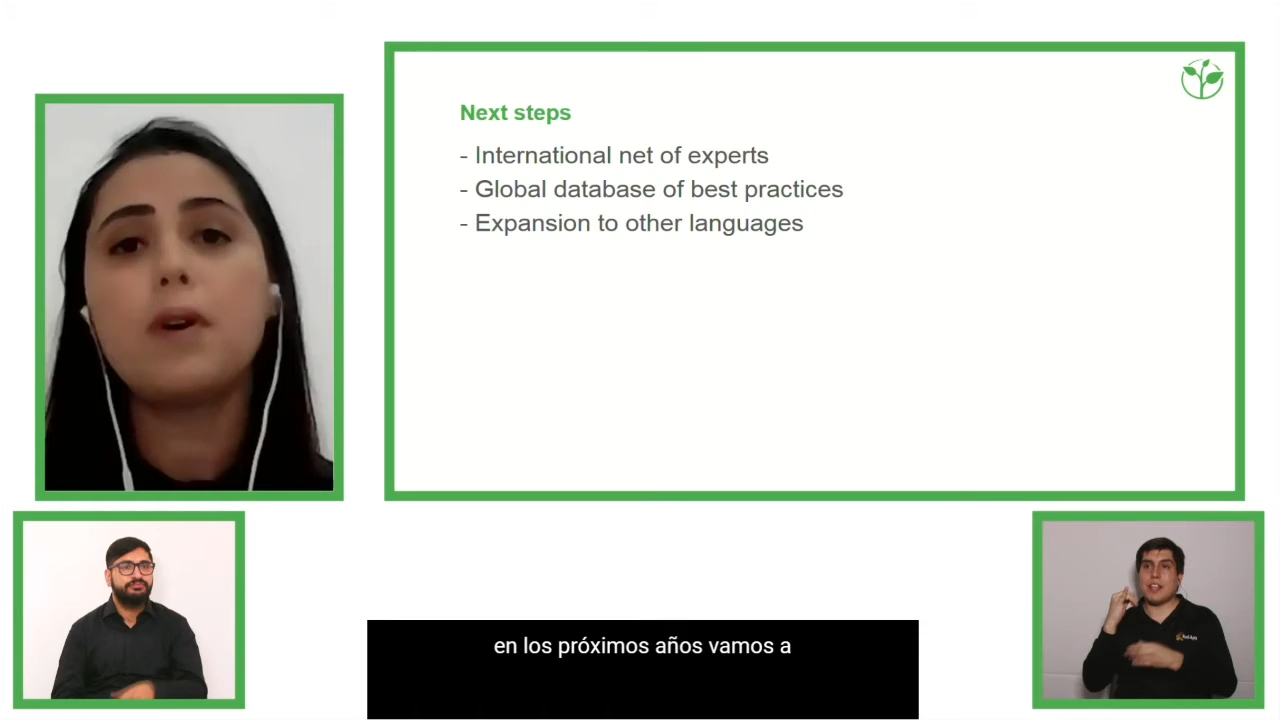 Next steps
- International net of experts
- Global database of best practices
- Expansion to other languages
en los próximos años vamos a